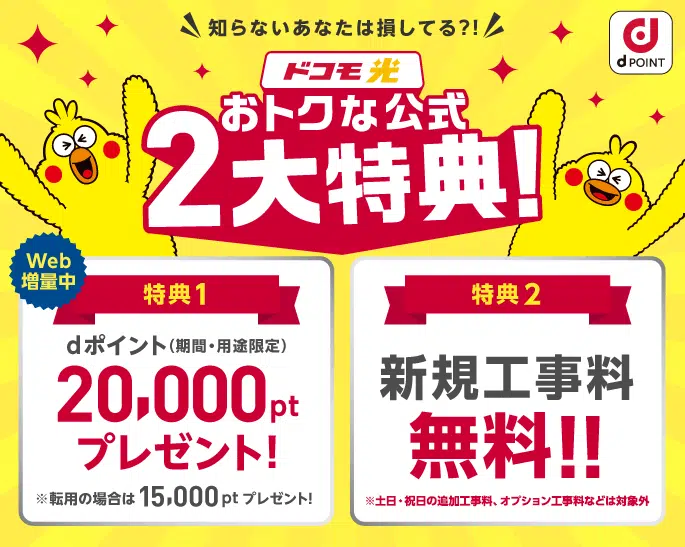 知らないあなたは損してる?!
d POINT
ドコモ光
おトクな公式
2大特典!
Web
増量中
特典1
dポイント(期間・用途限定)
20,000pt
プレゼント!
※転用の場合は15,000ptプレゼント!
特典2
新規工事料
無料!!
※土日・祝日の追加工事料、オプション工事料などは対象外